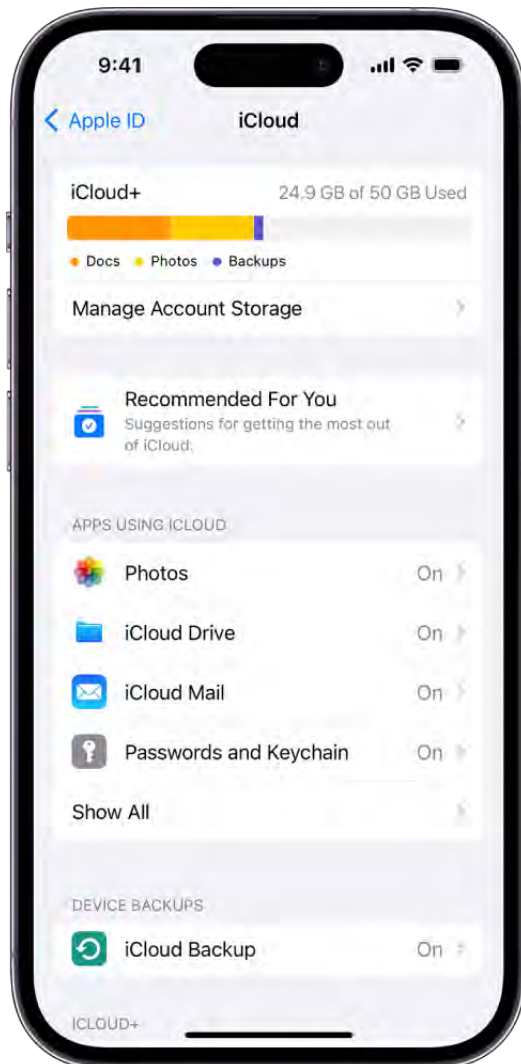 9:41
Apple ID
iCloud
iCloud+
24.9 GB of 50 GB Used
Docs
Photos
Backups
Manage Account Storage
Recommended For You
Suggestions for getting the most out
of iCloud.
APPS USING ICLOUD
Photos
On
iCloud Drive
On
iCloud Mail
On
Passwords and Keychain
On
Show All
DEVICE BACKUPS
iCloud Backup
On
ICLOUD+